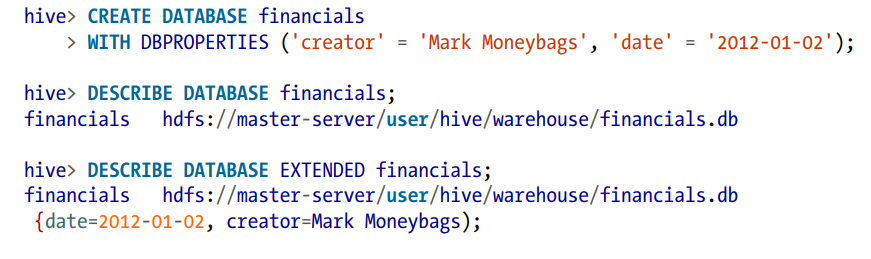 hive> CREATE DATABASE financials
    > WITH DBPROPERTIES ('creator' = 'Mark Moneybags', 'date' = '2012-01-02');
hive> DESCRIBE DATABASE financials;
financials   hdfs://master-server/user/hive/warehouse/financials.db
hive> DESCRIBE DATABASE EXTENDED financials;
financials   hdfs://master-server/user/hive/warehouse/financials.db
 {date=2012-01-02, creator=Mark Moneybags);